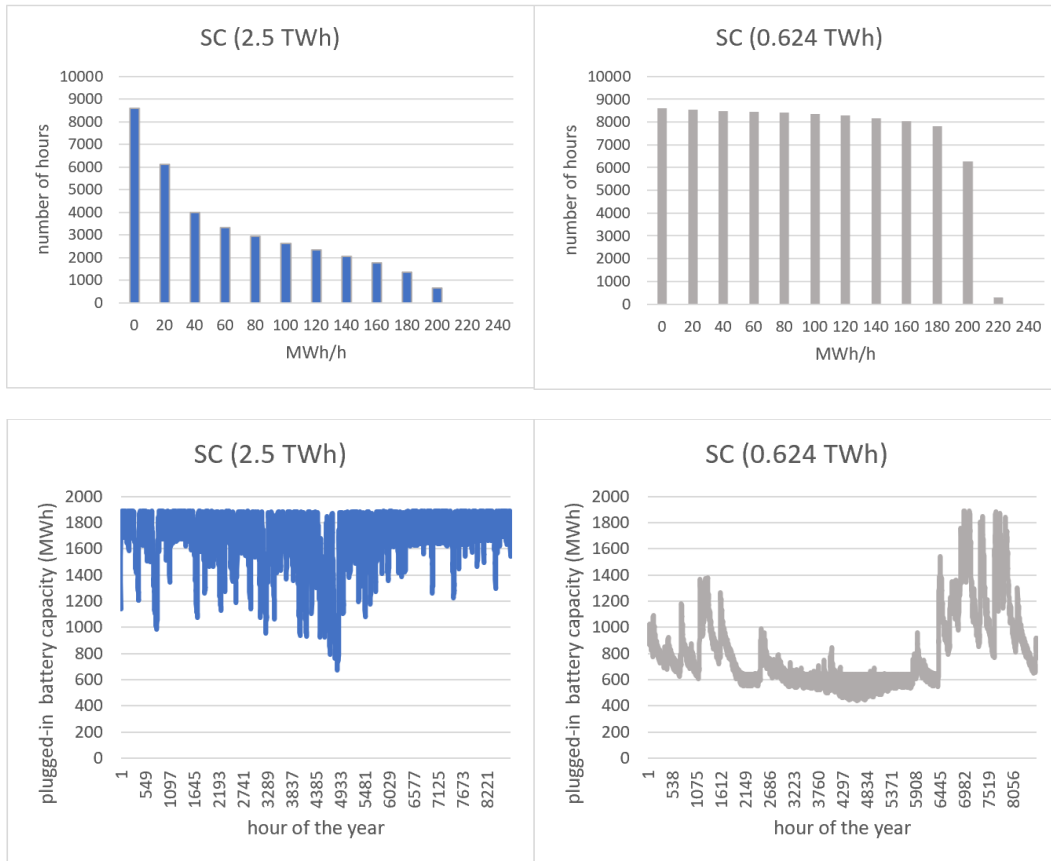 SC (2.5 TWh)
10000
9000
8000
7000
6000
5000
4000
3000
2000
1000
0
number of hours
0 20 40 60 80 100 120 140 160 180 200 220 240
MWh/h
SC (0.624 TWh)
10000
9000
8000
7000
6000
5000
4000
3000
2000
1000
0
number of hours
0 20 40 60 80 100 120 140 160 180 200 220 240
MWh/h
SC (2.5 TWh)
2000
1800
1600
1400
1200
1000
800
600
400
200
0
plugged-in battery capacity (MWh)
1 549 1097 1645 2193 2741 3289 3837 4385 4933 5481 6029 6577 7125 7673 8221
hour of the year
SC (0.624 TWh)
2000
1800
1600
1400
1200
1000
800
600
400
200
0
plugged-in battery capacity (MWh)
1 538 1075 1612 2149 2686 3223 3760 4297 4834 5371 5908 6445 6982 7519 8056
hour of the year